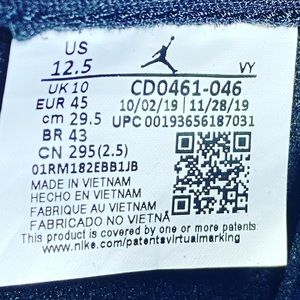 US
12.5
UK 10
EUR 45
cm 29.5
BR 43
CN 295(2.5)
01RM182EBB1JB
VY
CD0461-046
10/02/19 11/28/19
UPC 00193656187031
MADE IN VIETNAM
HECHO EN VIETNAM
FABRIQUE AU VIETNAM
FABRICADO NO VIETNÃ
This product is covered by one or more
www.nike.com/patentsvirtualmarking